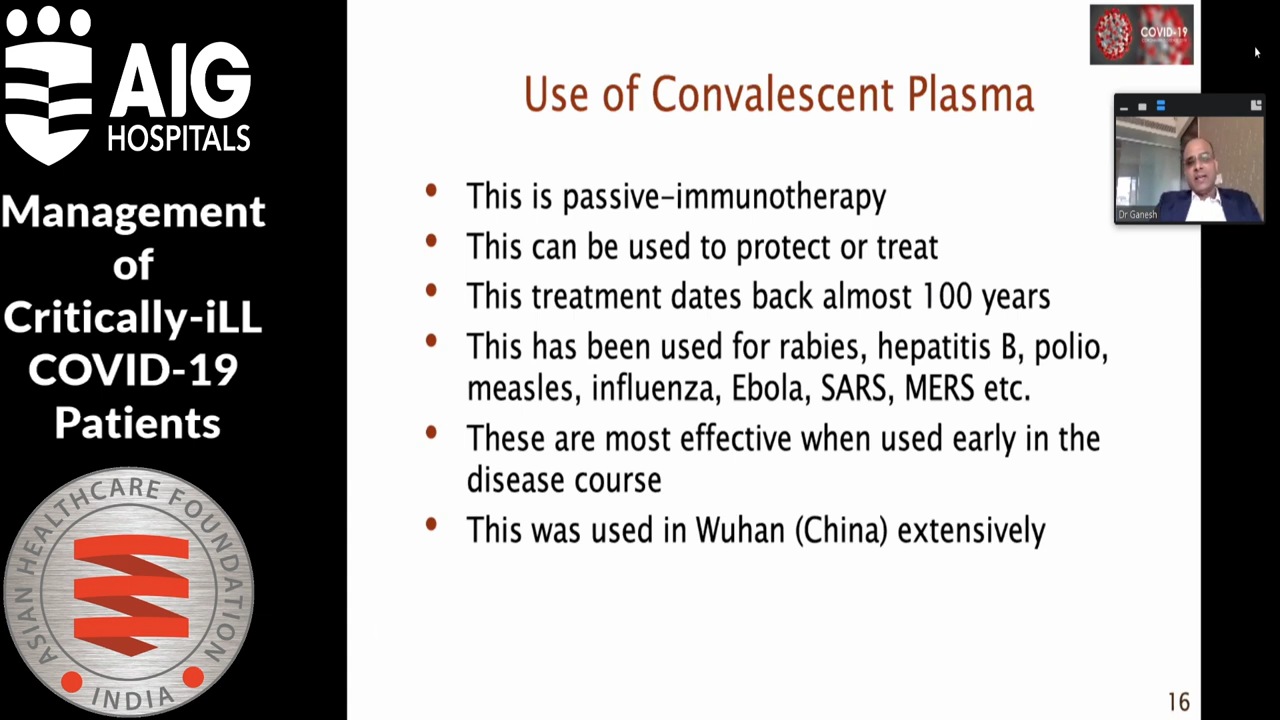 AIG
HOSPITALS
Management
of
Critically-iLL
COVID-19
Patients
ASIAN HEALTHCARE FOUNDATION
INDIA
COVID-19
Use of Convalescent Plasma
Dr Ganesh
• This is passive-immunotherapy
• This can be used to protect or treat
• This treatment dates back almost 100 years
• This has been used for rabies, hepatitis B, polio,
measles, influenza, Ebola, SARS, MERS etc.
• These are most effective when used early in the
disease course
• This was used in Wuhan (China) extensively
16